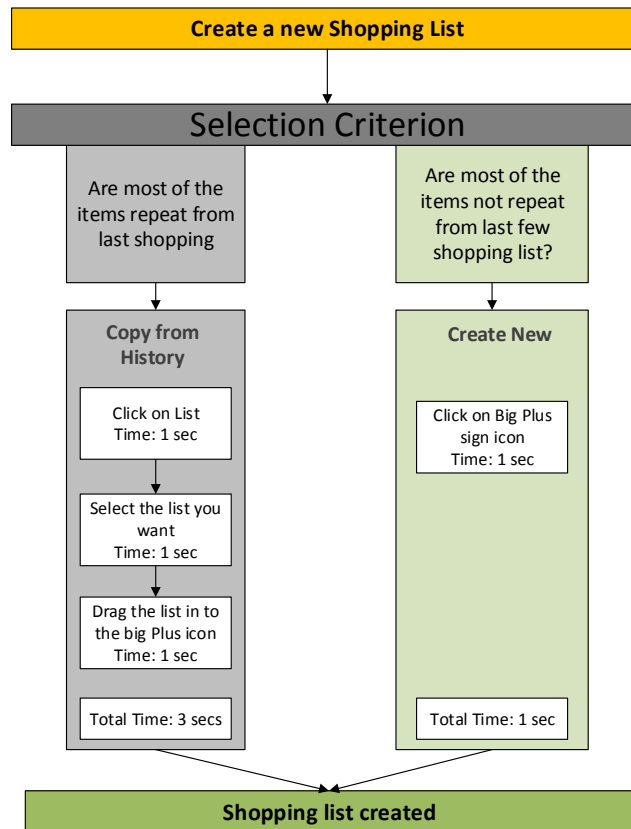 Create a new Shopping List
Selection Criterion
Are most of the
items repeat from
last shopping
Are most of the
items not repeat
from last few
shopping list?
Copy from
History
Click on List
Time: 1 sec
Select the list you
want
Time: 1 sec
Drag the list in to
the big Plus icon
Time: 1 sec
Total Time: 3 secs
Create New
Click on Big Plus
sign icon
Time: 1 sec
Total Time: 1 sec
Shopping list created